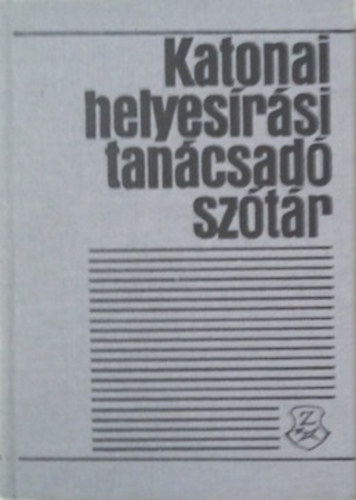 Katonai
helyesírási
tanácsadó
szótár
Z